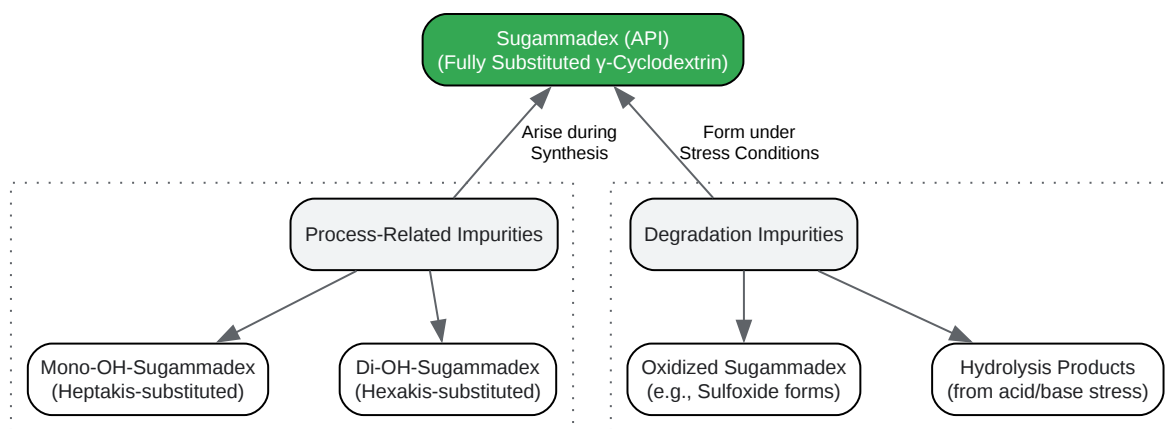 Sugammadex (API)
(Fully Substituted γ-Cyclodextrin)
Arise during
Synthesis
Form under
Stress Conditions
Process-Related Impurities
Degradation Impurities
Mono-OH-Sugammadex
(Heptakis-substituted)
Di-OH-Sugammadex
(Hexakis-substituted)
Oxidized Sugammadex
(e.g., Sulfoxide forms)
Hydrolysis Products
(from acid/base stress)